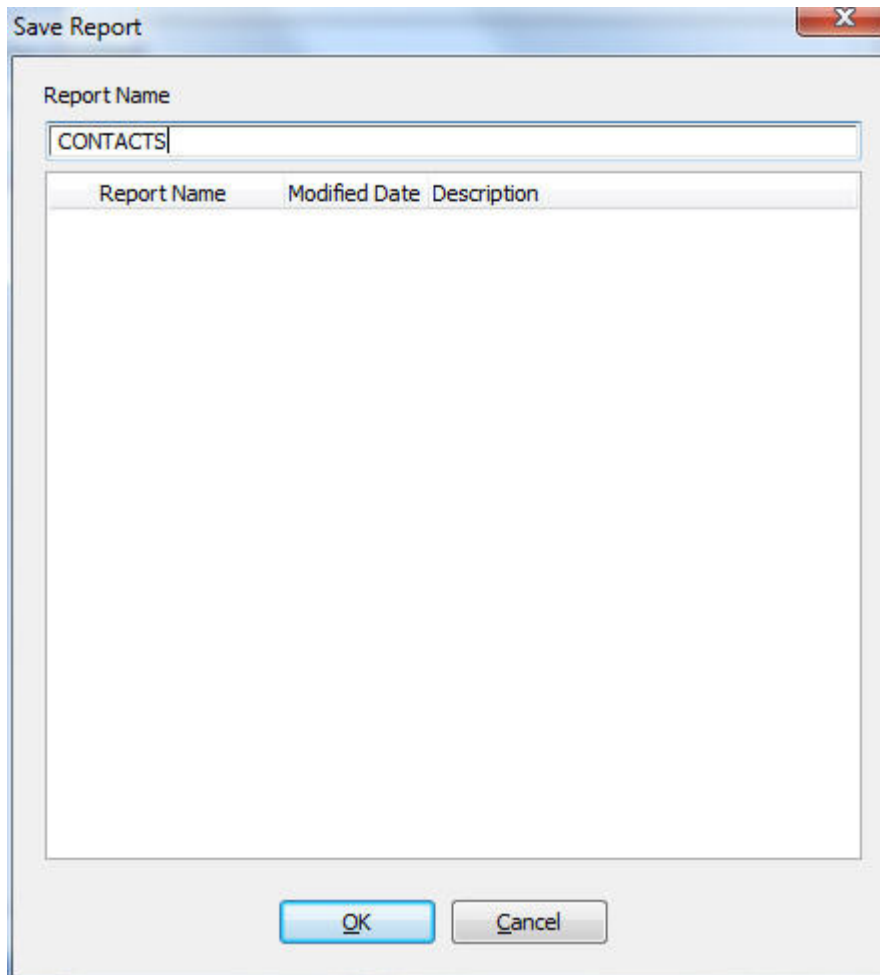 Save Report
Report Name
CONTACTS
Report Name Modified Date Description
OK Cancel